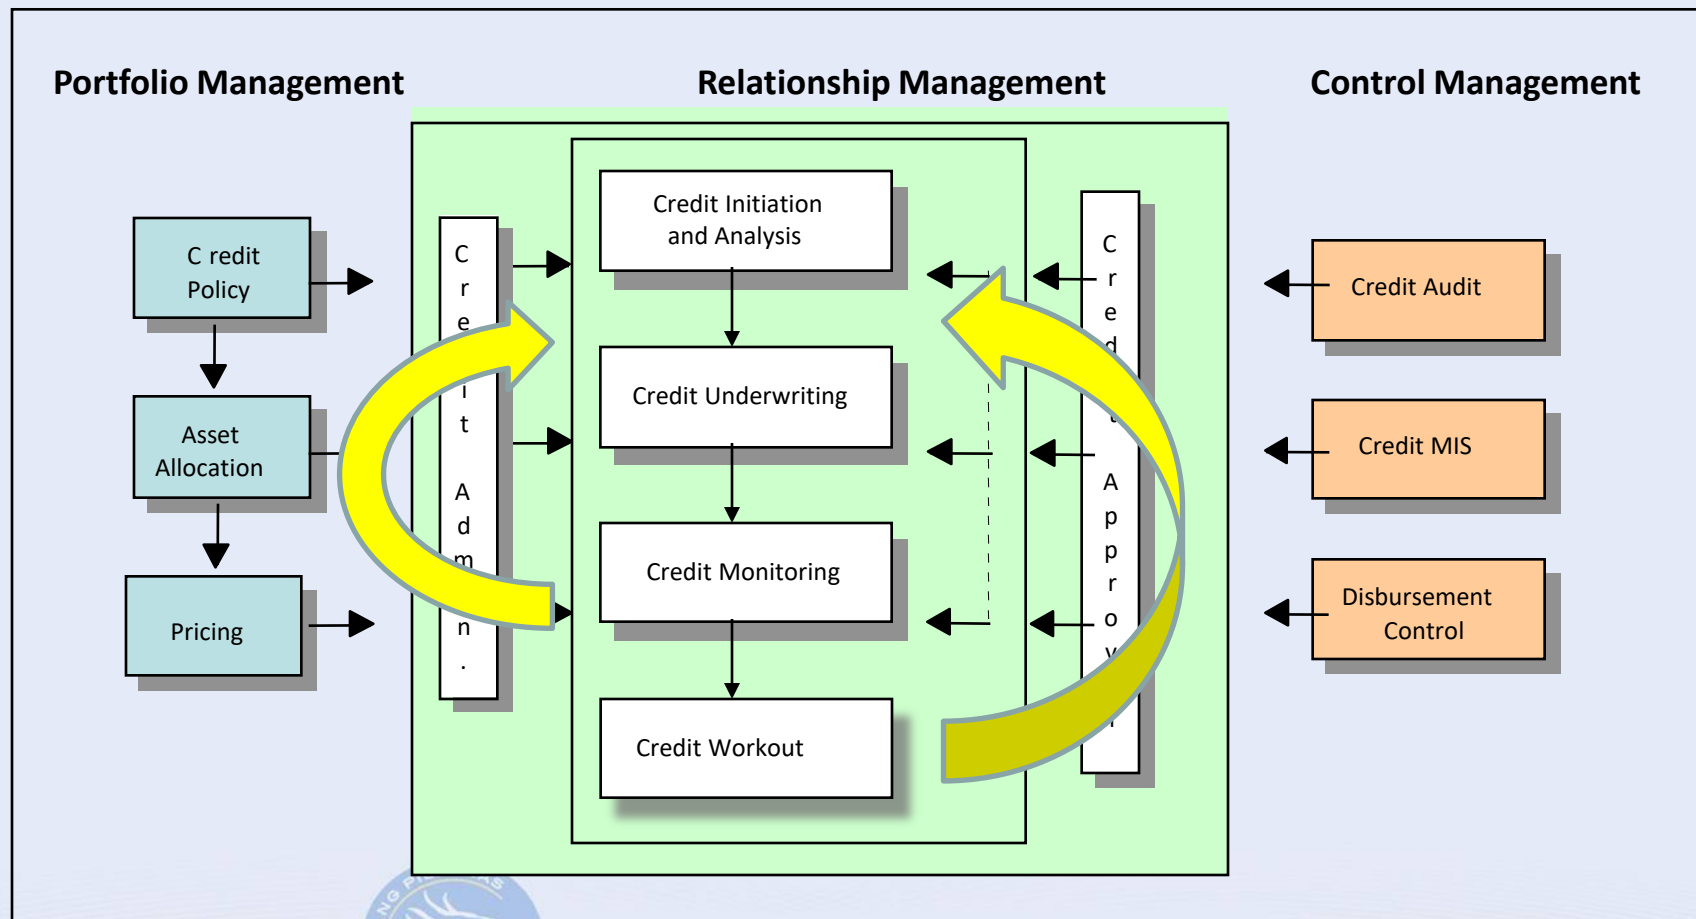 Portfolio Management
Relationship Management
Control Management
C redit
Policy
Asset
Allocation
Pricing
Credit Initiation
and Analysis
Credit Underwriting
Credit Monitoring
Credit Workout
Credit Audit
Credit MIS
Disbursement
Control
NG